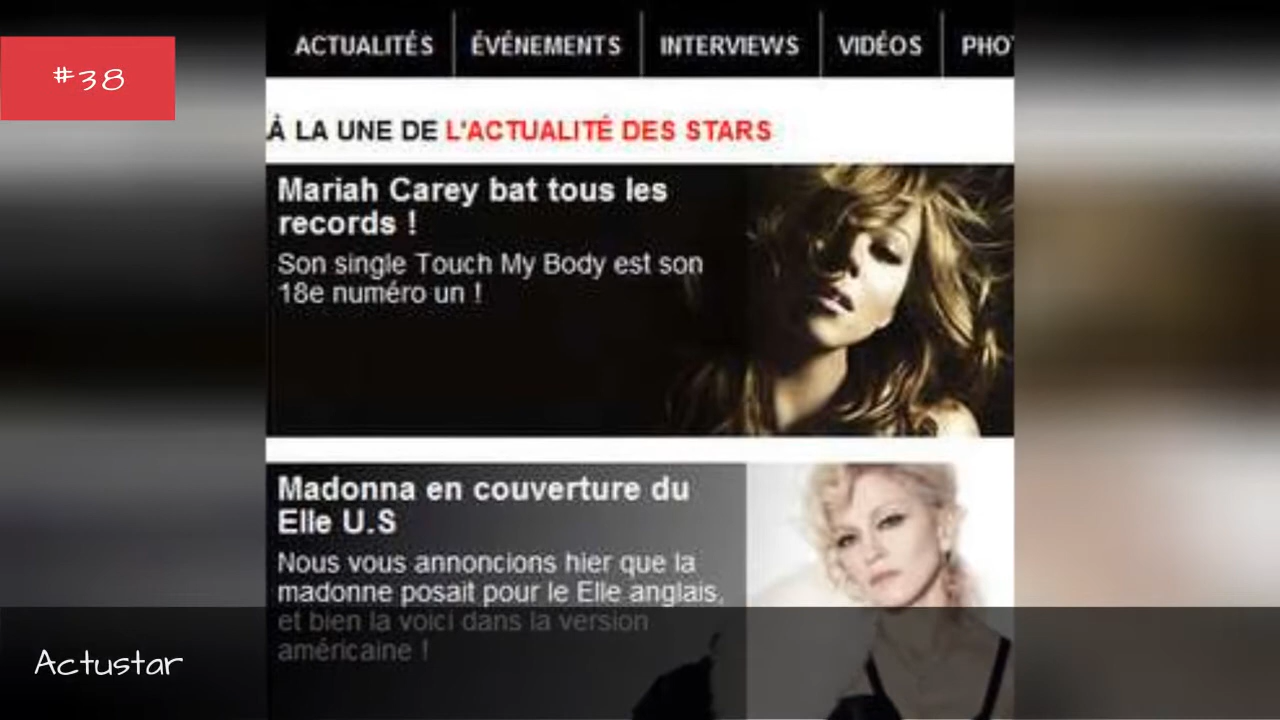 #38
ACTUALITÉS ÉVÉNEMENTS INTERVIEWS VIDÉOS PHO
À LA UNE DE L'ACTUALITÉ DES STARS
Mariah Carey bat tous les
records !
Son single Touch My Body est son
18e numéro un !
Madonna en couverture du
Elle U.S
Nous vous annoncions hier que la
madonne posait pour le Elle anglais,
et bien la voici dans la version
américaine !
Actustar